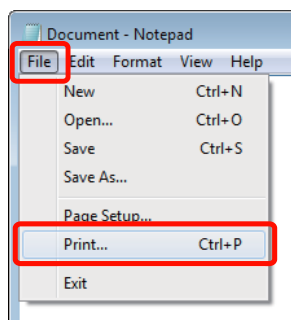 Document - Notepad
File Edit Format View Help
New Ctrl+N
Open... Ctrl+O
Save Ctrl+S
Save As...
Page Setup...
Print... Ctrl+P
Exit